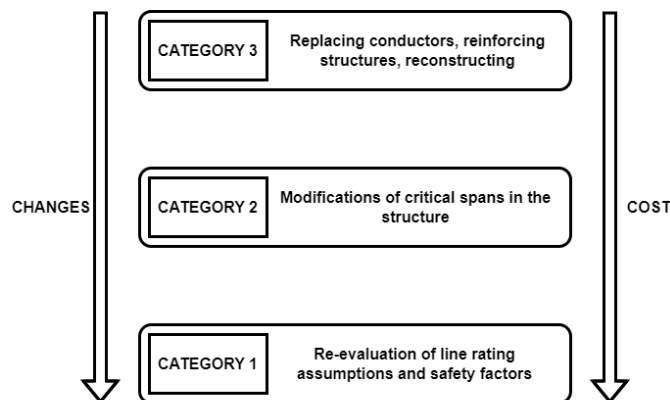 CATEGORY 3
Replacing conductors, reinforcing
structures, reconstructing
CHANGES
CATEGORY 2
Modifications of critical spans in the
structure
COST
CATEGORY 1
Re-evaluation of line rating
assumptions and safety factors